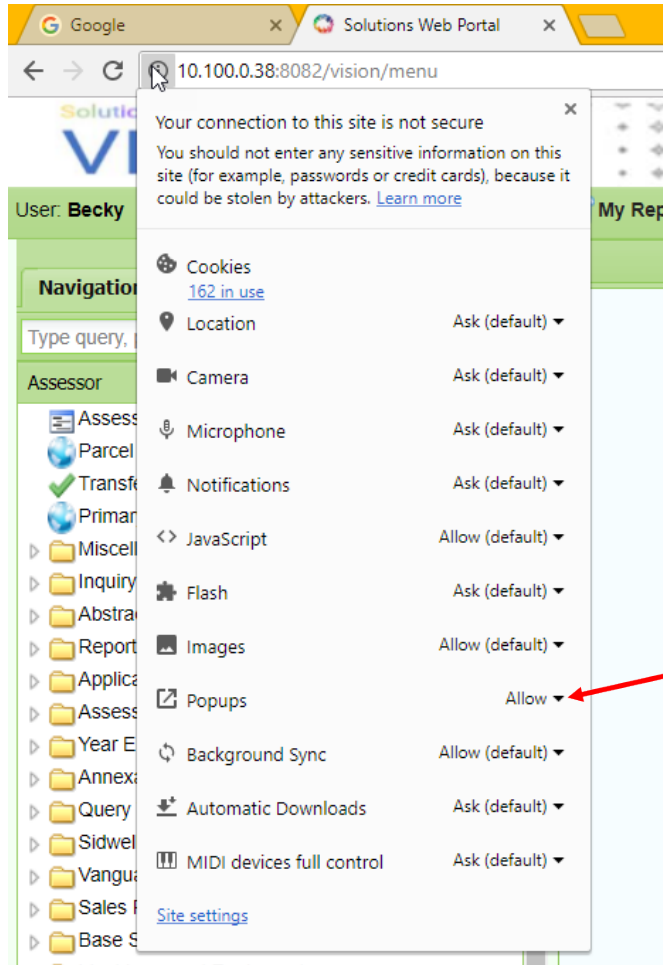 Google
Solutions Web Portal
10.100.0.38:8082/vision/menu
Your connection to this site is not secure
You should not enter any sensitive information on this
site (for example, passwords or credit cards), because it
could be stolen by attackers. Learn more
User: Becky
My Rep
Cookies
162 in use
Navigation
Location Ask (default)
Type query,
Camera Ask (default)
Assessor
Assess
Microphone Ask (default)
Parcel
Notifications Ask (default)
Transfe
Primar
JavaScript Allow (default)
Miscell
Inquiry
Flash Ask (default)
Abstra
Images Allow (default)
Report
Applica
Popups Allow
Assess
Year E
Background Sync Allow (default)
Annexa
Automatic Downloads Ask (default)
Query
Sidwel
MIDI devices full control Ask (default)
Vangua
Sales
Site settings
Base S